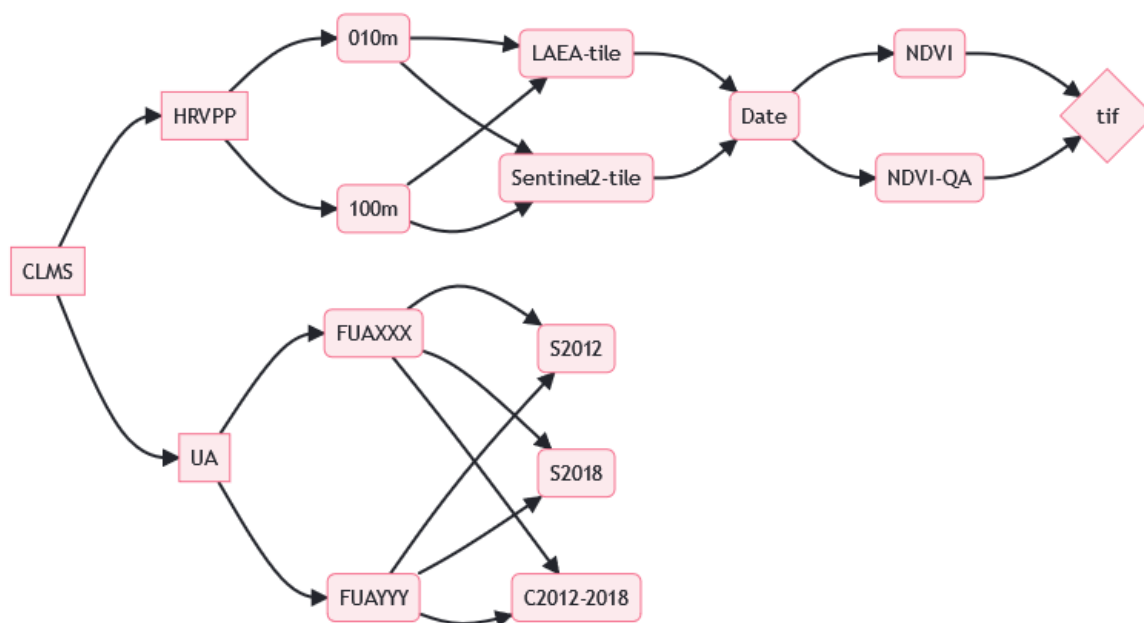 010m
LAEA-tile
NDVI
HRVPP
Date
tif
100m
Sentinel2-tile
NDVI-QA
CLMS
FUAXXX
S2012
UA
S2018
FUAYYY
C2012-2018